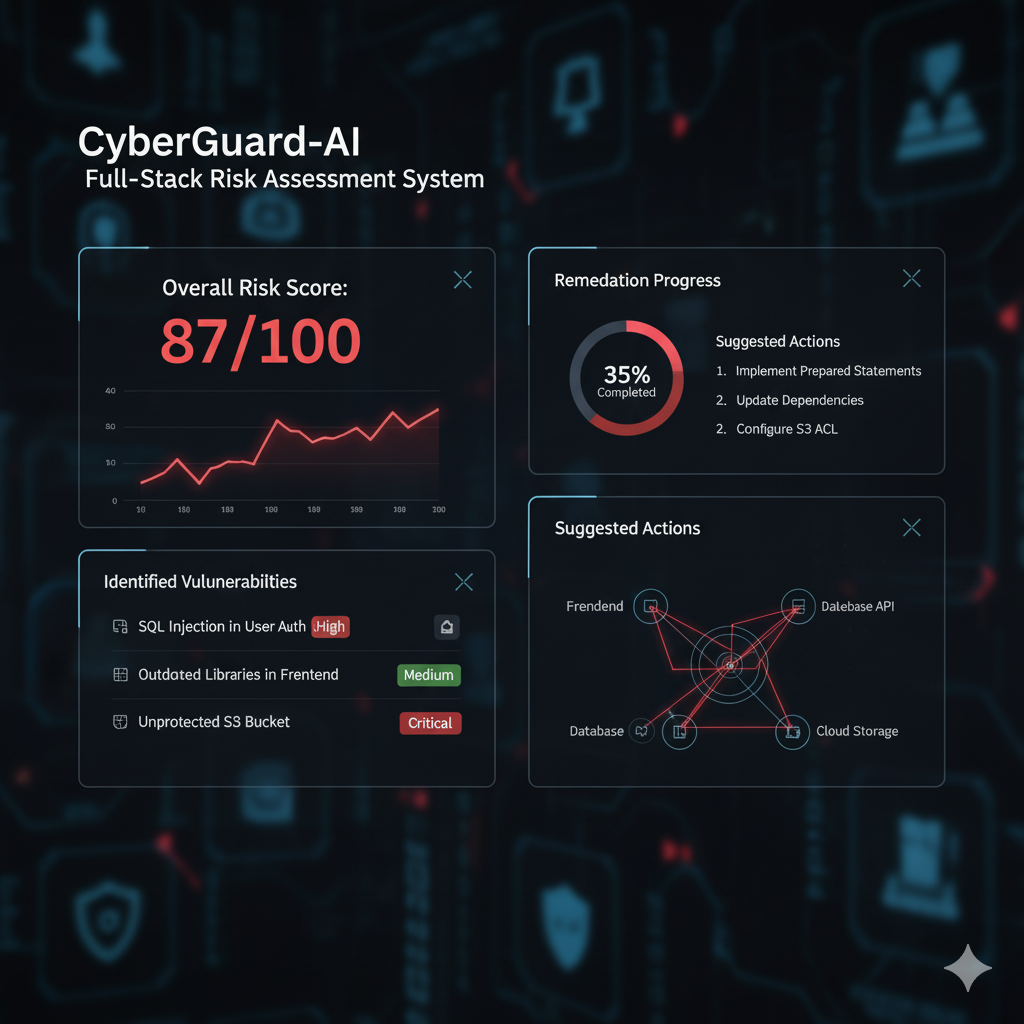 CyberGuard-AI
Full-Stack Risk Assessment System
Overall Risk Score:
87/100
40
80
10
0
10
180
183
100
180
300
Remedation Progress
35%
Completed
Suggested Actions
1. Implement Prepared Statements
2. Update Dependencies
2. Configure S3 ACL
Identified Vulunerabilties
SQL Injection in User Auth .High
Outdated Libraries in Frentend Medium
Unprotected S3 Bucket Critical
Suggested Actions
Frendend
Dalebase API
Database
Cloud Storage